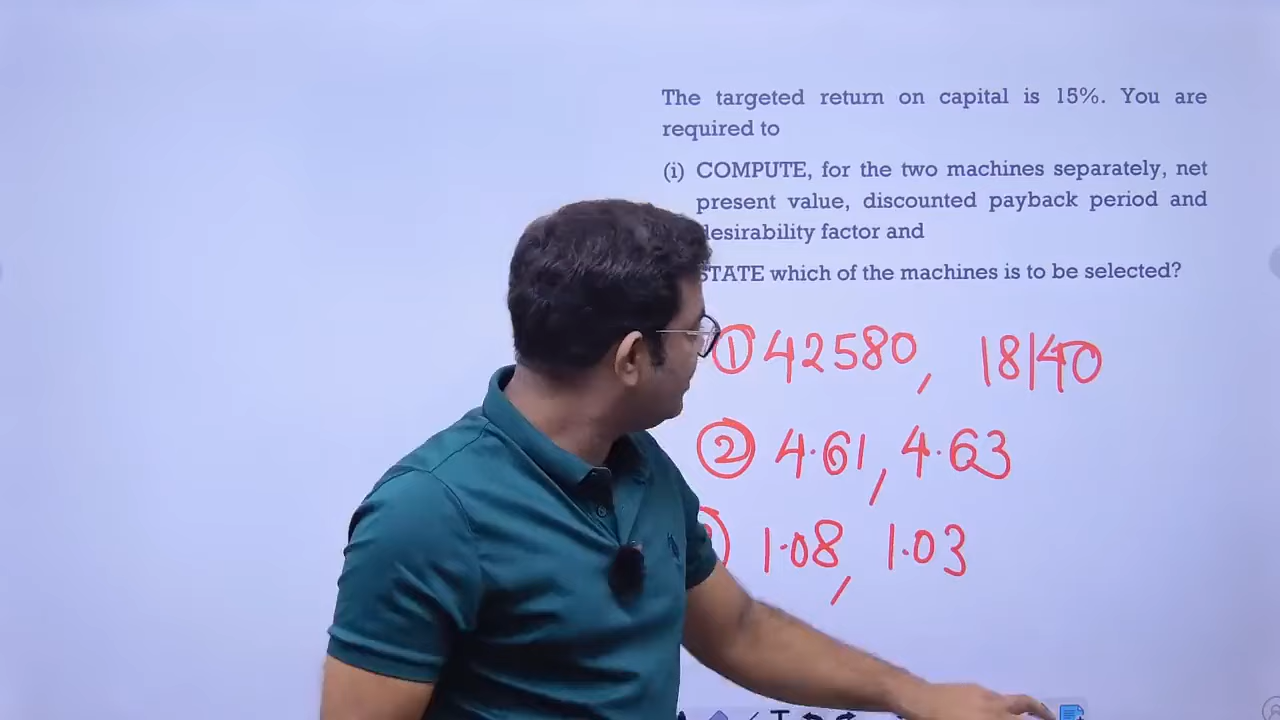 The targeted return on capital is 15%. You are
required to
(i) COMPUTE, for the two machines separately, net
present value, discounted payback period and
desirability factor and
STATE which of the machines is to be selected?
① 42580, 18140
② 4.61, 4.63
1.08, 1.03